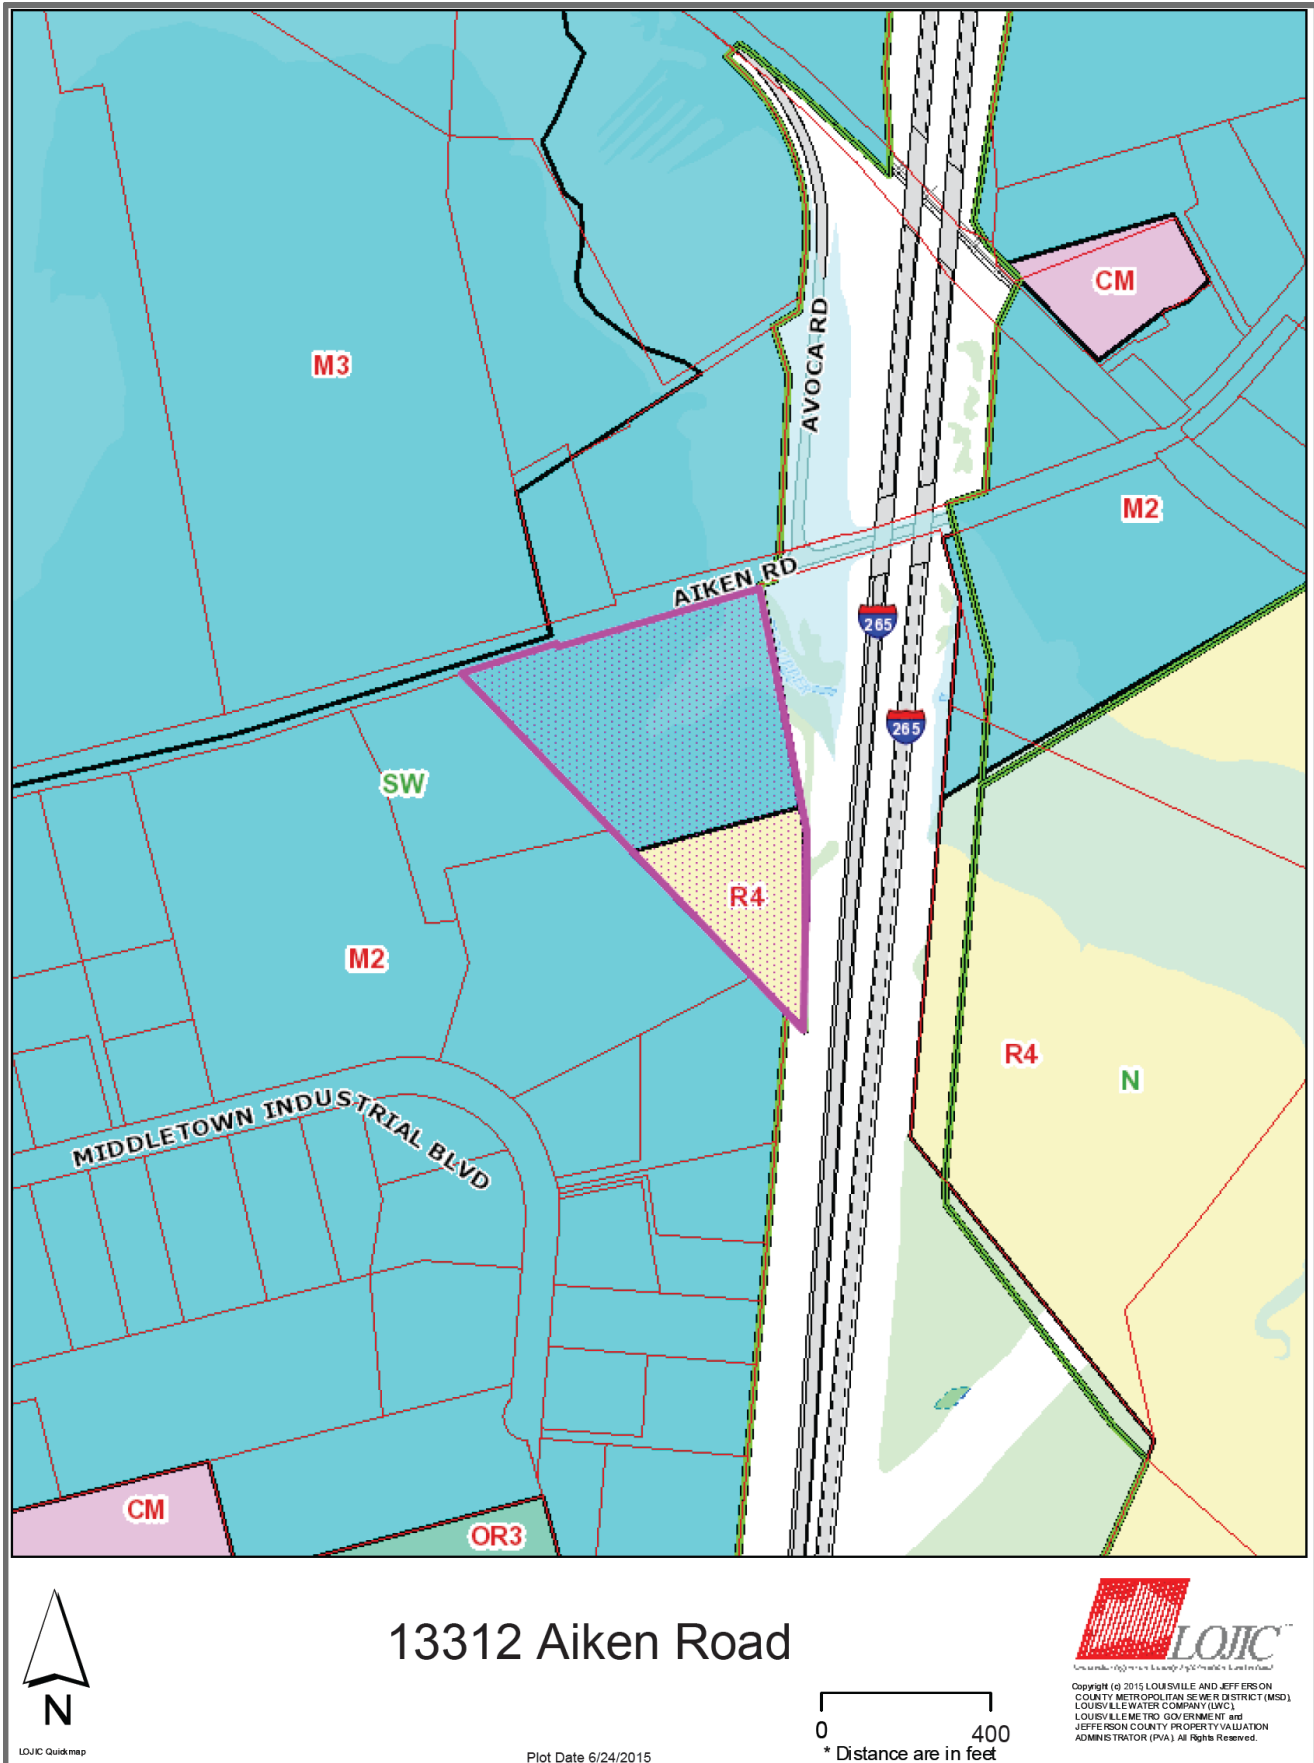 CM
M3
AVOCA RD
M2
AIKEN RD
265
265
SW
R4
M2
R4
N
MIDDLETOWN INDUSTRIAL BLVD
CM
OR3
N
LOJIC Quickmap
13312 Aiken Road
Plot Date 6/24/2015
0 400
* Distance are in feet
LOJIC
Copyright (c) 2015 LOUISVILLE AND JEFFERSON
COUNTY METROPOLITAN SEWER DISTRICT (MSD),
LOUISVILLE WATER COMPANY (LWC),
LOUISVILLE METRO GOVERNMENT and
JEFFERSON COUNTY PROPERTY VALUATION
ADMINISTRATOR (PVA). All Rights Reserved.